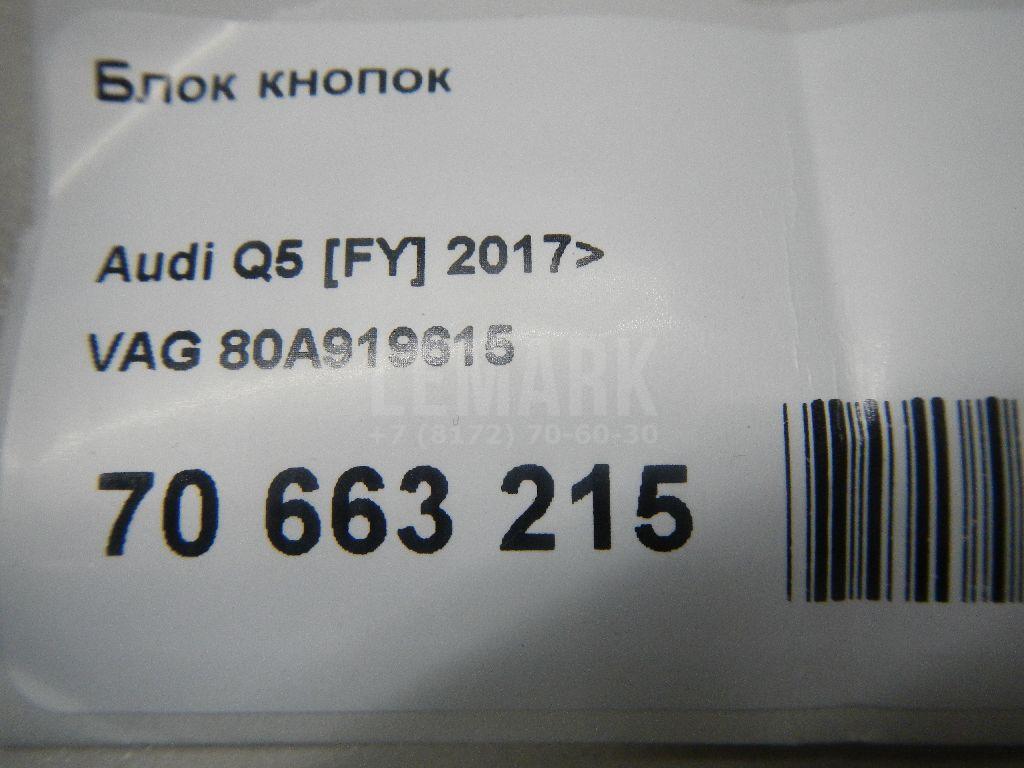 Блок кнопок
Audi Q5 [FY] 2017>
VAG 80A919615
LEMARK
+7 (8172) 70-60-30
70 663 215